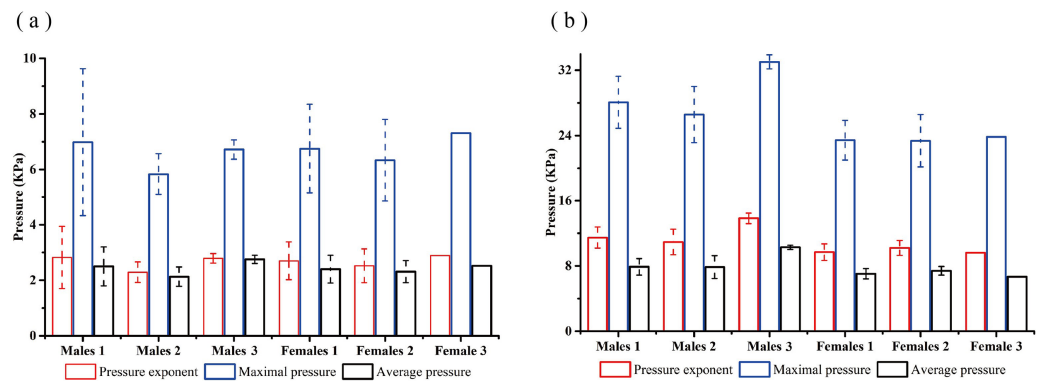 ( a )
Pressure (KPa)
10
8
6
4
2
0
Males 1 Males 2 Males 3 Females 1 Females 2 Female 3
Pressure exponent Maximal pressure Average pressure
( b )
Pressure (KPa)
32
24
16
8
0
Males 1 Males 2 Males 3 Females 1 Females 2 Female 3
Pressure exponent Maximal pressure Average pressure